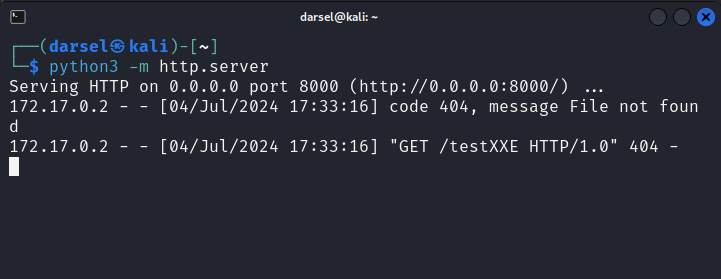 darsel@kali: ~
┌──(darsel㉿kali)-[~]
└─$ python3 -m http.server
Serving HTTP on 0.0.0.0 port 8000 (http://0.0.0.0:8000/) ...
172.17.0.2 - - [04/Jul/2024 17:33:16] code 404, message File not foun
d
172.17.0.2 - - [04/Jul/2024 17:33:16] "GET /testXXE HTTP/1.0" 404 -